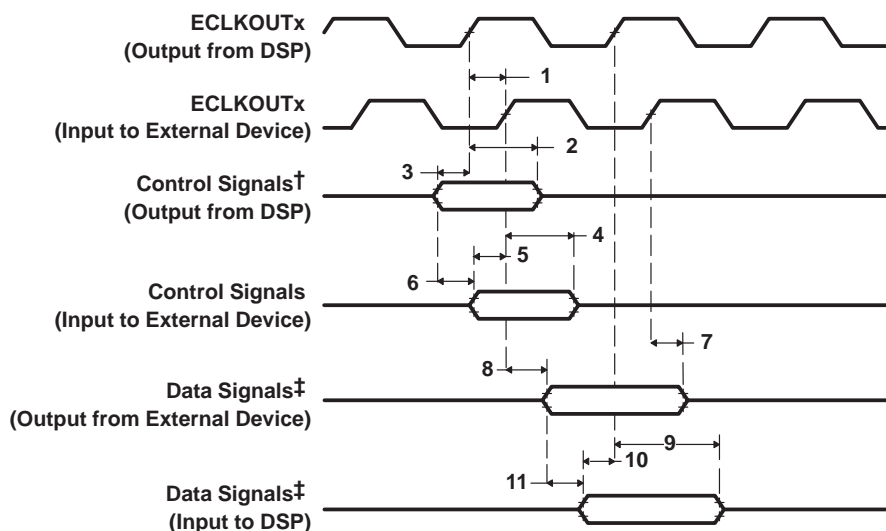 ECLKOUTx
(Output from DSP)
1
ECLKOUTx
(Input to External Device)
2
3
Control Signals†
(Output from DSP)
4
5
6
Control Signals
(Input to External Device)
7
8
Data Signals‡
(Output from External Device)
9
10
11
Data Signals‡
(Input to DSP)